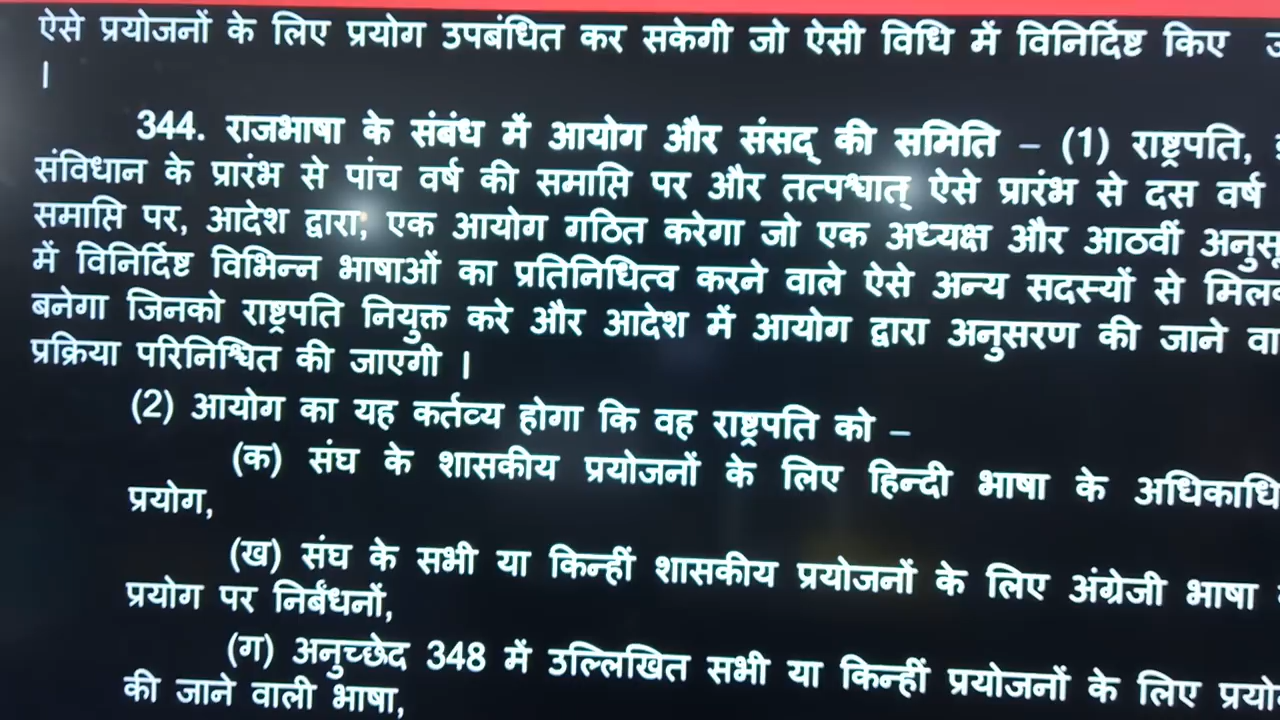 ऐसे प्रयोजनों के लिए प्रयोग उपबंधित कर सकेगी जो ऐसी विधि में विनिर्दिष्ट किए
।
344. राजभाषा के संबंध में आयोग और संसद् की समिति – (1) राष्ट्रपति,
संविधान के प्रारंभ से पांच वर्ष की समाप्ति पर और तत्पश्चात् ऐसे प्रारंभ से दस वर्ष
समाप्ति पर, आदेश द्वारा; एक आयोग गठित करेगा जो एक अध्यक्ष और आठवीं
में विनिर्दिष्ट विभिन्न भाषाओं का प्रतिनिधित्व करने वाले ऐसे अन्य सदस्यों से
बनेगा जिनको राष्ट्रपति नियुक्त करे और आदेश में आयोग द्वारा अनुसरण की जाने
प्रक्रिया परिनिश्चित की जाएगी ।
(2) आयोग का यह कर्तव्य होगा कि वह राष्ट्रपति को –
(क) संघ के शासकीय प्रयोजनों के लिए हिन्दी भाषा के
प्रयोग,
(ख) संघ के सभी या किन्हीं शासकीय प्रयोजनों के लिए अंग्रेजी भाषा
प्रयोग पर निर्बंधनों,
(ग) अनुच्छेद 348 में उल्लिखित सभी या किन्हीं प्रयोजनों के लिए
की जाने वाली भाषा,